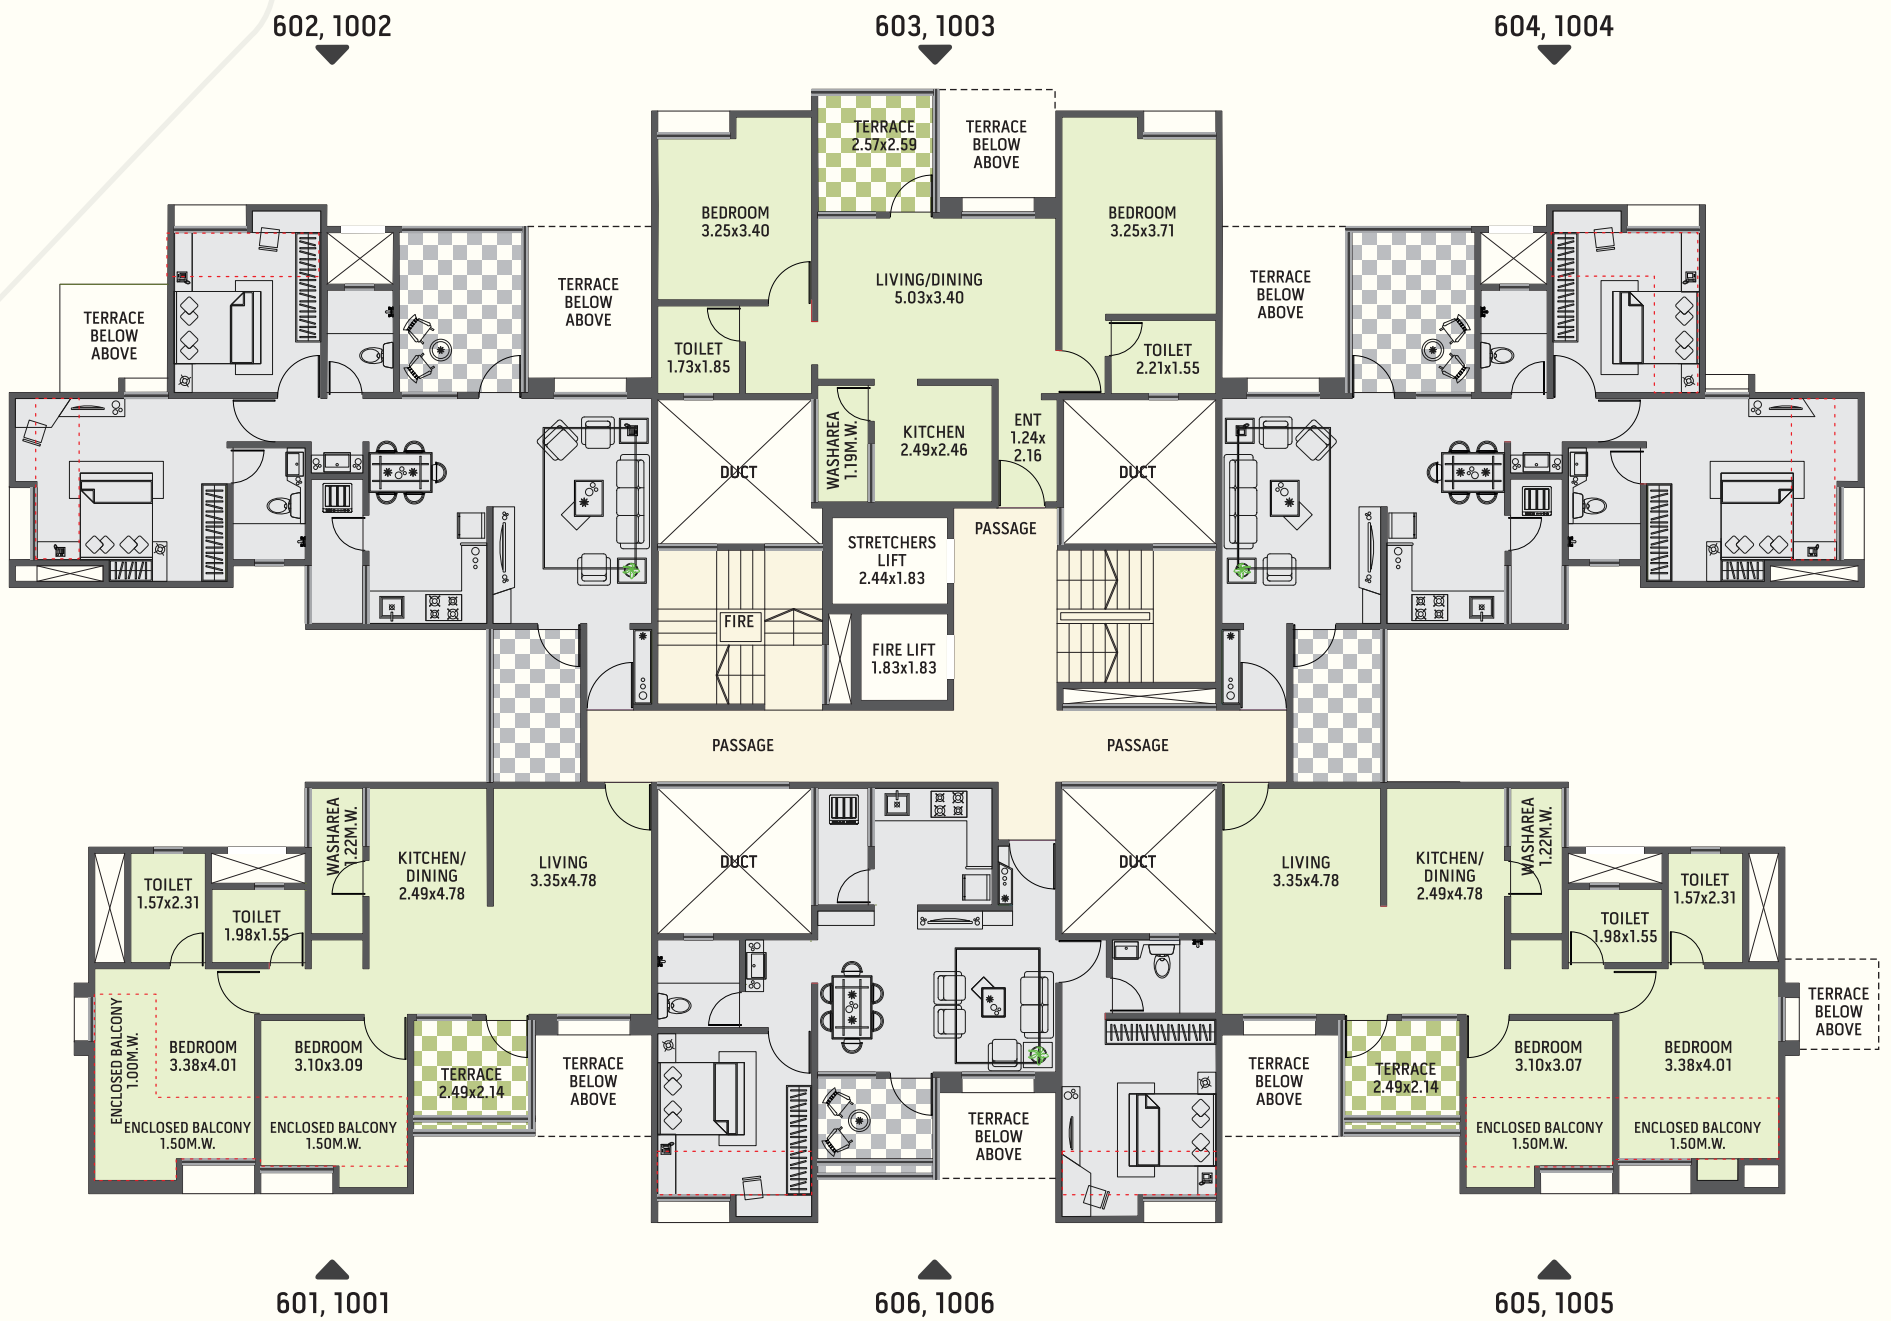 602, 1002
603, 1003
604, 1004
TERRACE
2.57x2.59
TERRACE
BELOW
ABOVE
BEDROOM
3.25x3.40
BEDROOM
3.25x3.71
LIVING/DINING
5.03x3.40
TERRACE
BELOW
ABOVE
TERRACE
BELOW
ABOVE
TERRACE
BELOW
ABOVE
TOILET
1.73x1.85
TOILET
2.21x1.55
WASHAREA
1.19M.W.
KITCHEN
2.49x2.46
ENT
1.24x
2.16
DUCT
DUCT
PASSAGE
STRETCHERS
LIFT
2.44x1.83
FIRE
FIRE LIFT
1.83x1.83
PASSAGE
PASSAGE
WASHAREA
1.22M.W.
KITCHEN/
DINING
2.49x4.78
LIVING
3.35x4.78
DUCT
DUCT
LIVING
3.35x4.78
KITCHEN/
DINING
2.49x4.78
WASHAREA
1.22M.W.
TOILET
1.57x2.31
TOILET
1.98x1.55
TOILET
1.98x1.55
TOILET
1.57x2.31
ENCLOSED BALCONY
1.00M.W.
BEDROOM
3.38x4.01
BEDROOM
3.10x3.09
TERRACE
2.49x2.14
TERRACE
BELOW
ABOVE
TERRACE
BELOW
ABOVE
TERRACE
BELOW
ABOVE
TERRACE
2.49x2.14
BEDROOM
3.10x3.07
BEDROOM
3.38x4.01
TERRACE
BELOW
ABOVE
ENCLOSED BALCONY
1.50M.W.
ENCLOSED BALCONY
1.50M.W.
ENCLOSED BALCONY
1.50M.W.
ENCLOSED BALCONY
1.50M.W.
601, 1001
606, 1006
605, 1005